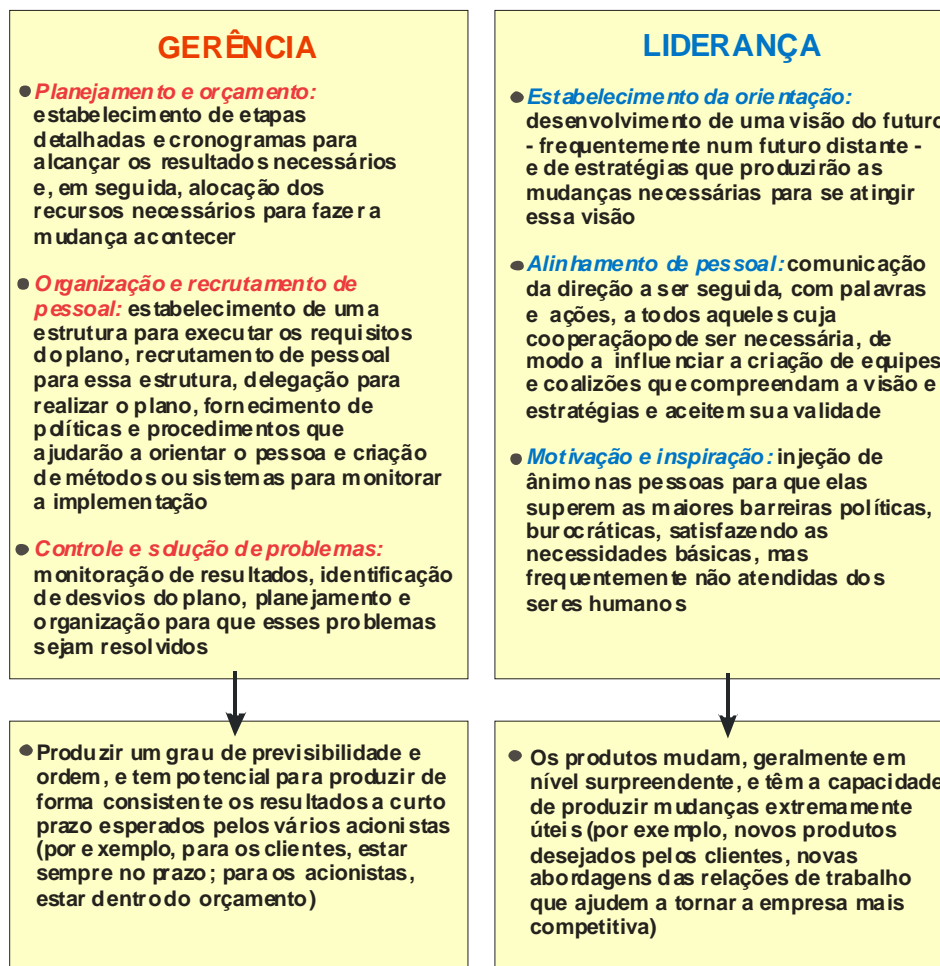 GERÊNCIA
Planejamento e orçamento:
estabelecimento de etapas
detalhadas e cronogramas para
alcançar os resultados necessários
e, em seguida, alocação dos
recursos necessários para fazer a
mudança acontecer
Organização e recrutamento de
pessoal: estabelecimento de uma
estrutura para executar os requisitos
do plano, recrutamento de pessoal
para essa estrutura, delegação para
realizar o plano, fornecimento de
políticas e procedimentos que
ajudarão a orientar o pessoa e criação
de métodos ou sistemas para monitorar
a implementação
Controle e solução de problemas:
monitoração de resultados, identificação
de desvios do plano, planejamento e
organização para que esses problemas
sejam resolvidos
Produzir um grau de previsibilidade e
ordem, e tem potencial para produzir de
forma consistente os resultados a curto
prazo esperados pelos vários acionistas
(por exemplo, para os clientes, estar
sempre no prazo; para os acionistas,
estar dentro do orçamento)
LIDERANÇA
Estabelecimento da orientação:
desenvolvimento de uma visão do futuro
- frequentemente num futuro distante -
e de estratégias que produzirão as
mudanças necessárias para se atingir
essa visão
Alinhamento de pessoal: comunicação
da direção a ser seguida, com palavras
e ações, a todos aqueles cuja
cooperaçãopode ser necessária, de
modo a influenciar a criação de equipes
e coalizões que compreendam a visão e
estratégias e aceitem sua validade
Motivação e inspiração: injeção de
ânimo nas pessoas para que elas
superem as maiores barreiras políticas,
burocráticas, satisfazendo as
necessidades básicas, mas
frequentemente não atendidas dos
seres humanos
Os produtos mudam, geralmente em
nível surpreendente, e têm a capacidade
de produzir mudanças extremamente
úteis (por exemplo, novos produtos
desejados pelos clientes, novas
abordagens das relações de trabalho
que ajudem a tornar a empresa mais
competitiva)